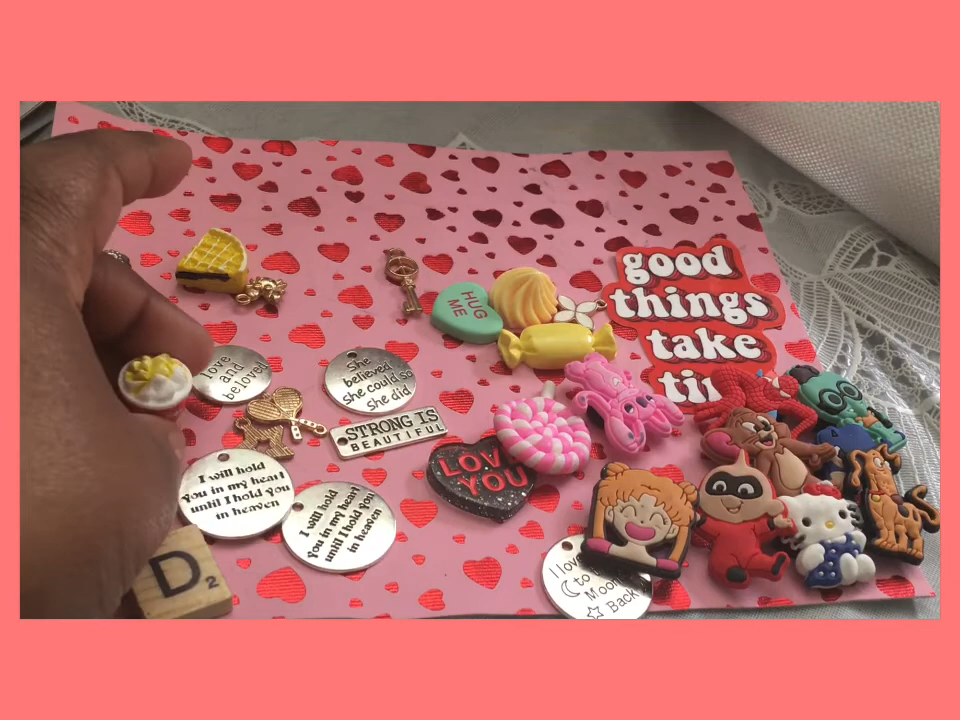 good
things
take
HUG
ME
love
and
beloved
She
believed
she could so
she did
STRONG IS
BEAUTIFUL
LOVE
YOU
I will hold
you in my heart
until I hold you
in heaven
I will hold
you in my heart
until I hold you
in heaven
D2
I love
to
Moon
Back